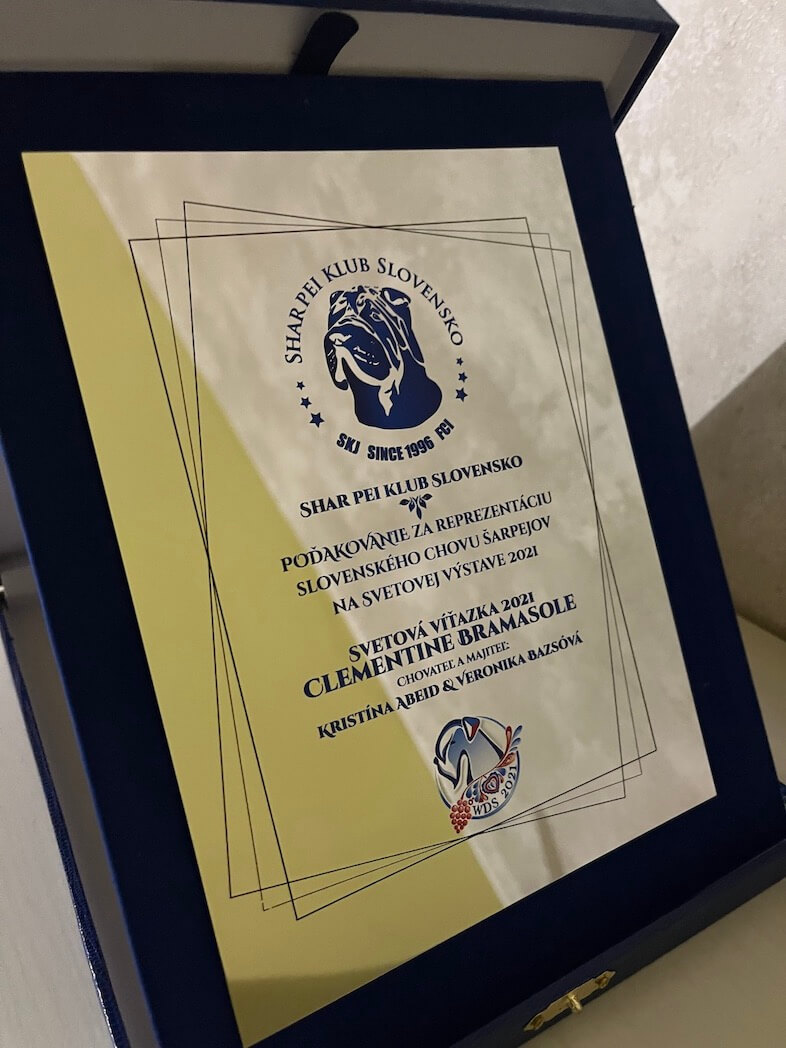 SHAR PEI KLUB SLOVENSKO
SKJ SINCE 1996 FCI
SHAR PEI KLUB SLOVENSKO
POĎAKOVANIE ZA REPREZENTÁCIU
SLOVENSKÉHO CHOVU ŠARPEJOV
NA SVETOVEJ VÝSTAVE 2021
SVETOVÁ VÍŤAZKA 2021
CLEMENTINE BRAMASOLE
CHOVATEĽ A MAJITEĽ:
KRISTÍNA ABEID & VERONIKA BAZSÓVÁ
WDS 2021